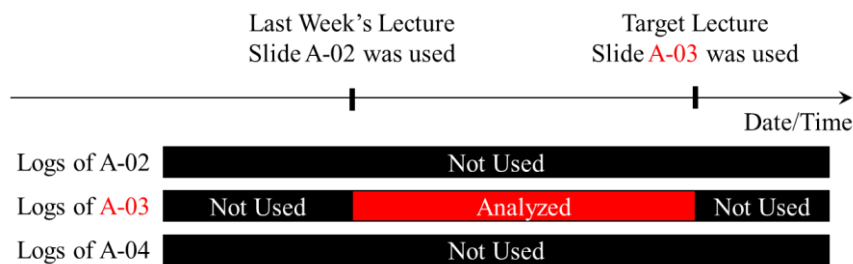 Last Week's Lecture
Slide A-02 was used
Target Lecture
Slide A-03 was used
Date/Time
Logs of A-02 Not Used
Logs of A-03 Not Used Analyzed Not Used
Logs of A-04 Not Used